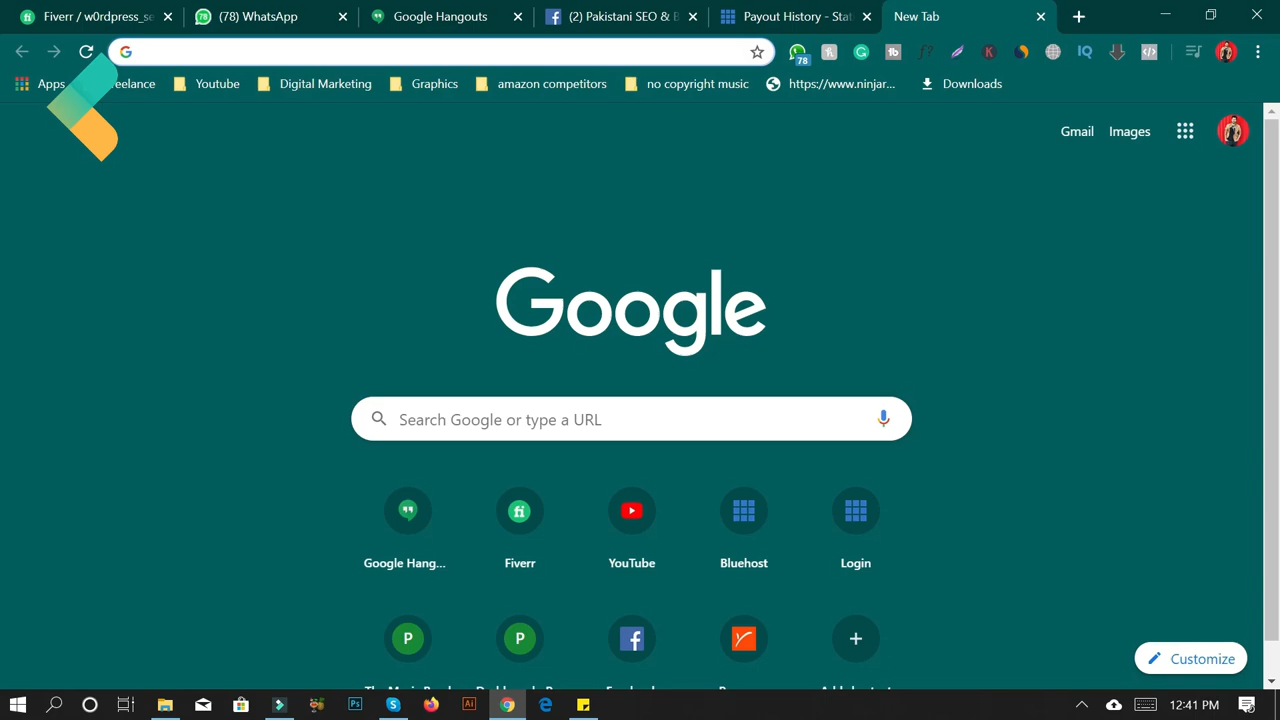 Fiverr / w0rdpress_se
(78) WhatsApp
Google Hangouts
(2) Pakistani SEO & B
Payout History - Stat
New Tab
78
Apps
eelance
Youtube
Digital Marketing
Graphics
amazon competitors
no copyright music
https://www.ninjar...
Downloads
Gmail
Images
Google
Search Google or type a URL
Google Hang...
Fiverr
YouTube
Bluehost
Login
P
P
Customize
12:41 PM